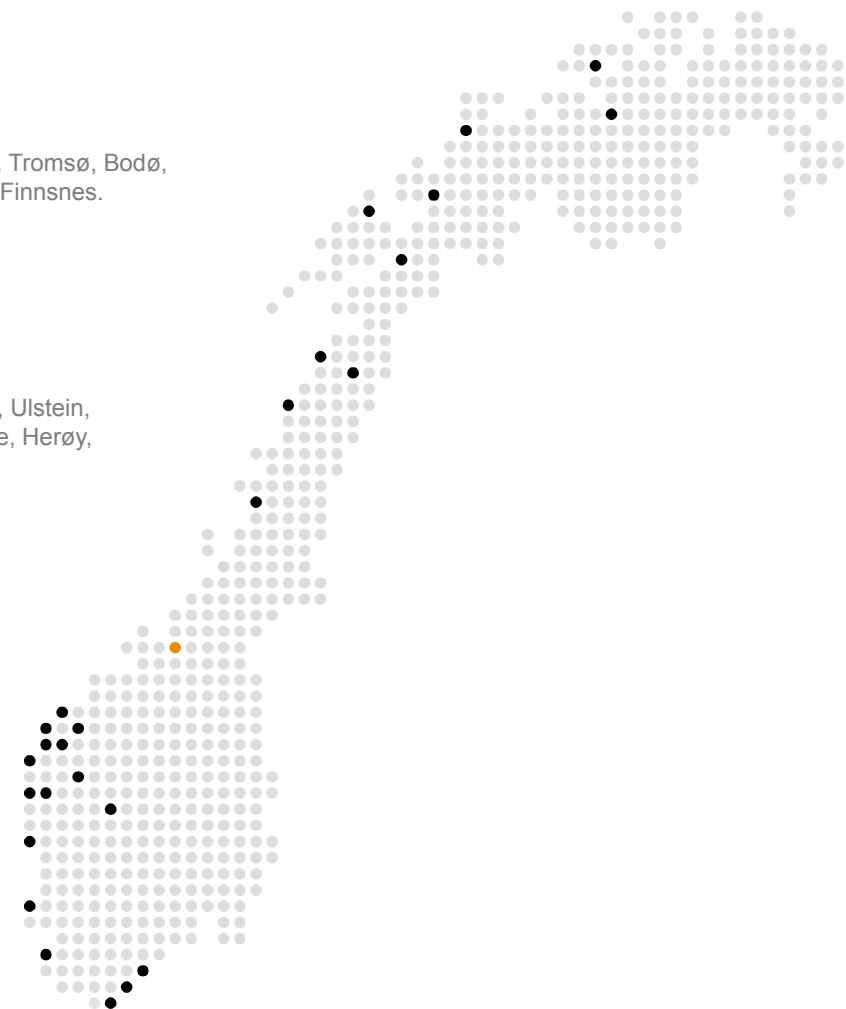 , Tromsø, Bodø,
Finnsnes.
, Ulstein,
e, Herøy,